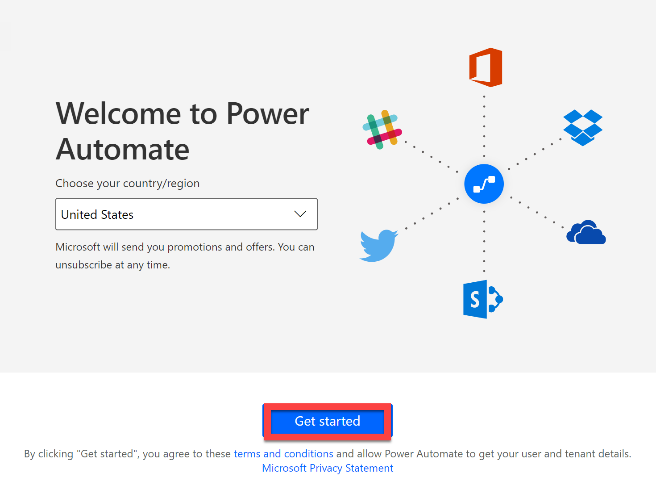 Welcome to Power
Automate
Choose your country/region
United States
Microsoft will send you promotions and offers. You can
unsubscribe at any time.
S
Get started
By clicking "Get started", you agree to these terms and conditions and allow Power Automate to get your user and tenant details.
Microsoft Privacy Statement